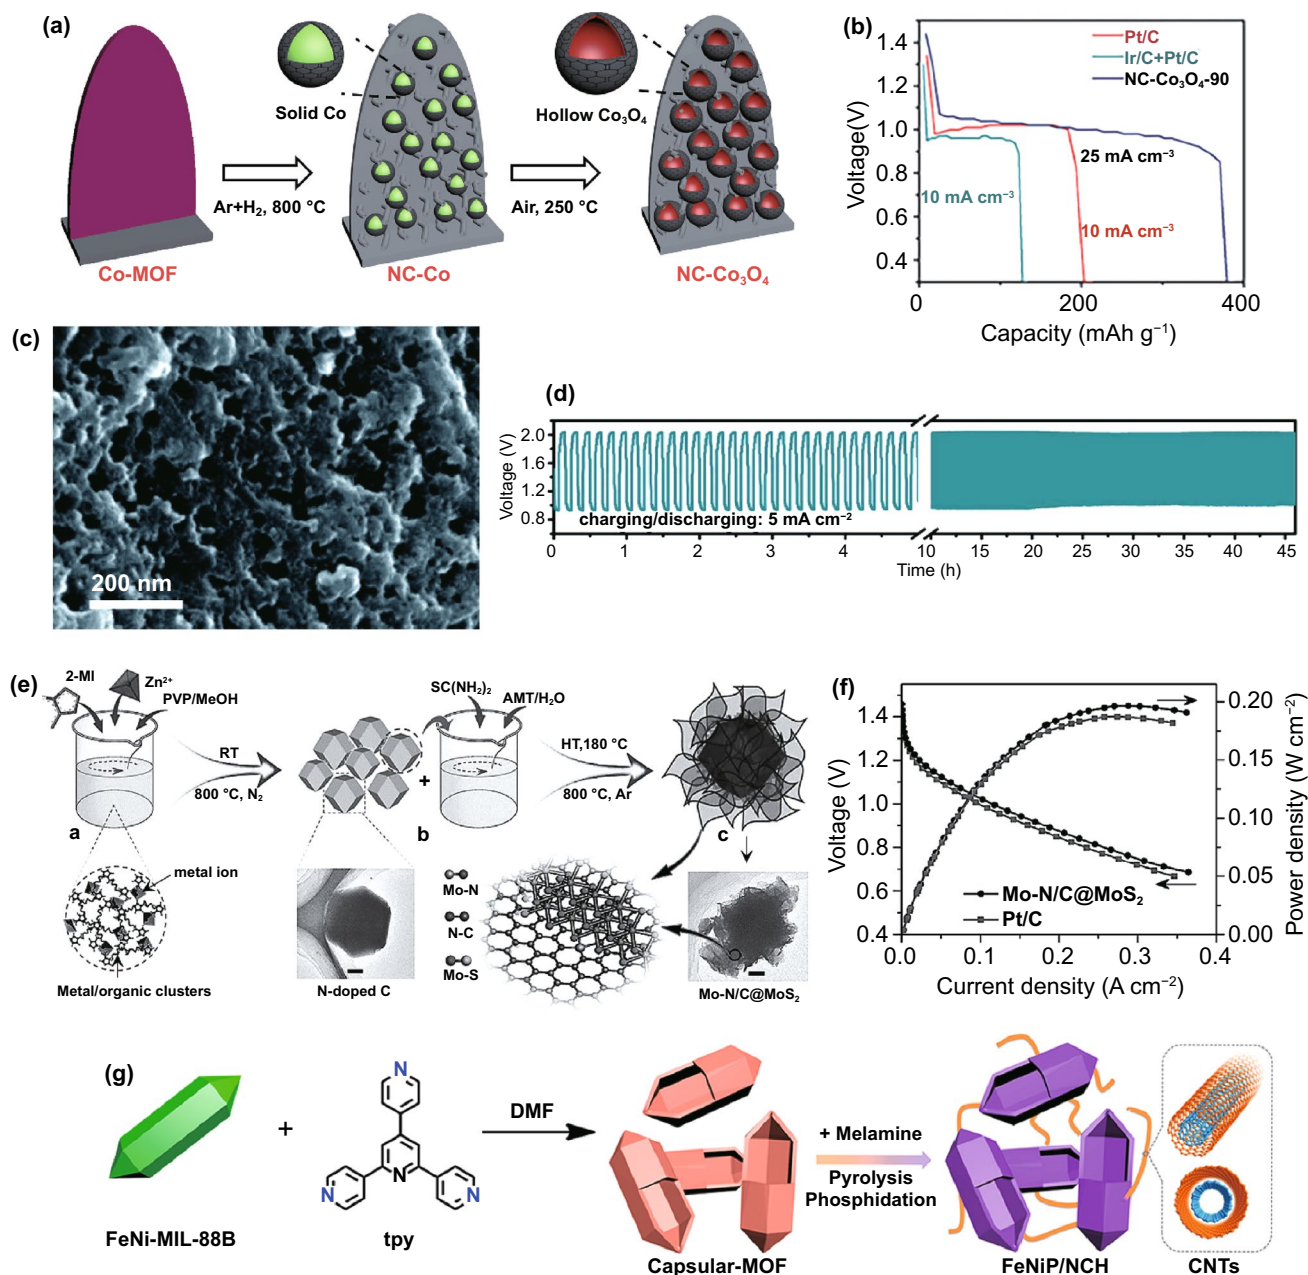 (a)
Solid Co
Hollow Co₃O₄
Ar+H₂, 800 °C
Air, 250 °C
Co-MOF
NC-Co
NC-Co₃O₄
(b)
Voltage(V)
1.4
1.2
1.0
0.8
0.6
0.4
Pt/C
Ir/C+Pt/C
NC-Co₃O₄-90
25 mA cm⁻³
10 mA cm⁻³
10 mA cm⁻³
0
200
400
Capacity (mAh g⁻¹)
(c)
200 nm
(d)
Voltage (V)
2.0
1.6
1.2
0.8
charging/discharging: 5 mA cm⁻²
0 1 2 3 4 10 15 20 25 30 35 40 45
Time (h)
(e)
2-MI
Zn²⁺
PVP/MeOH
RT
800 °C, N₂
a
metal ion
Metal/organic clusters
SC(NH₂)₂
AMT/H₂O
+
b
HT,180 °C
800 °C, Ar
c
N-doped C
Mo-N
N-C
Mo-S
Mo-N/C@MoS₂
(f)
Voltage (V)
1.4
1.2
1.0
0.8
0.6
0.4
Mo-N/C@MoS₂
Pt/C
0.20
0.15
0.10
0.05
0.00
Power density (W cm⁻²)
0.0 0.1 0.2 0.3 0.4
Current density (A cm⁻²)
(g)
FeNi-MIL-88B
+
N
N
N
N
tpy
DMF
Capsular-MOF
+ Melamine
Pyrolysis
Phosphidation
FeNiP/NCH
CNTs